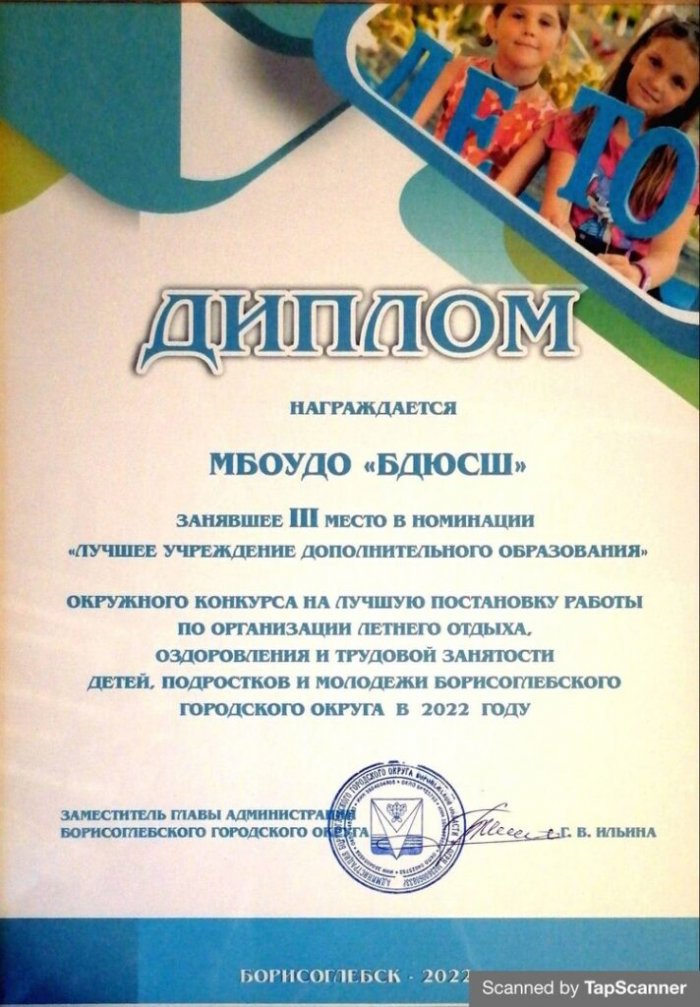 ЛЕТО
ДИПЛОМ
НАГРАЖДАЕТСЯ
МБОУДО «БДЮСШ»
ЗАНЯВШЕЕ III МЕСТО В НОМИНАЦИИ
«ЛУЧШЕЕ УЧРЕЖДЕНИЕ ДОПОЛНИТЕЛЬНОГО ОБРАЗОВАНИЯ»
ОКРУЖНОГО КОНКУРСА НА ЛУЧШУЮ ПОСТАНОВКУ РАБОТЫ
ПО ОРГАНИЗАЦИИ ЛЕТНЕГО ОТДЫХА,
ОЗДОРОВЛЕНИЯ И ТРУДОВОЙ ЗАНЯТОСТИ
ДЕТЕЙ, ПОДРОСТКОВ И МОЛОДЕЖИ БОРИСОГЛЕБСКОГО
ГОРОДСКОГО ОКРУГА В 2022 ГОДУ
ЗАМЕСТИТЕЛЬ ГЛАВЫ АДМИНИСТРАЦИИ
БОРИСОГЛЕБСКОГО ГОРОДСКОГО ОКРУГА Г. В. ИЛЬИНА
БОРИСОГЛЕБСК · 2022
Scanned by TapScanner